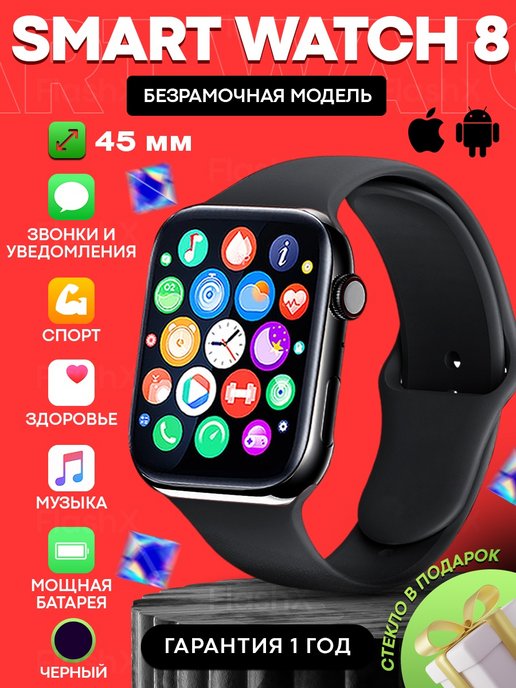 SMART WATCH 8
БЕЗРАМОЧНАЯ МОДЕЛЬ
45 мм
ЗВОНКИ И
УВЕДОМЛЕНИЯ
СПОРТ
ЗДОРОВЬЕ
МУЗЫКА
МОЩНАЯ
БАТАРЕЯ
ЧЕРНЫЙ
ГАРАНТИЯ 1 ГОД
СТЕКЛО В ПОДАРОК